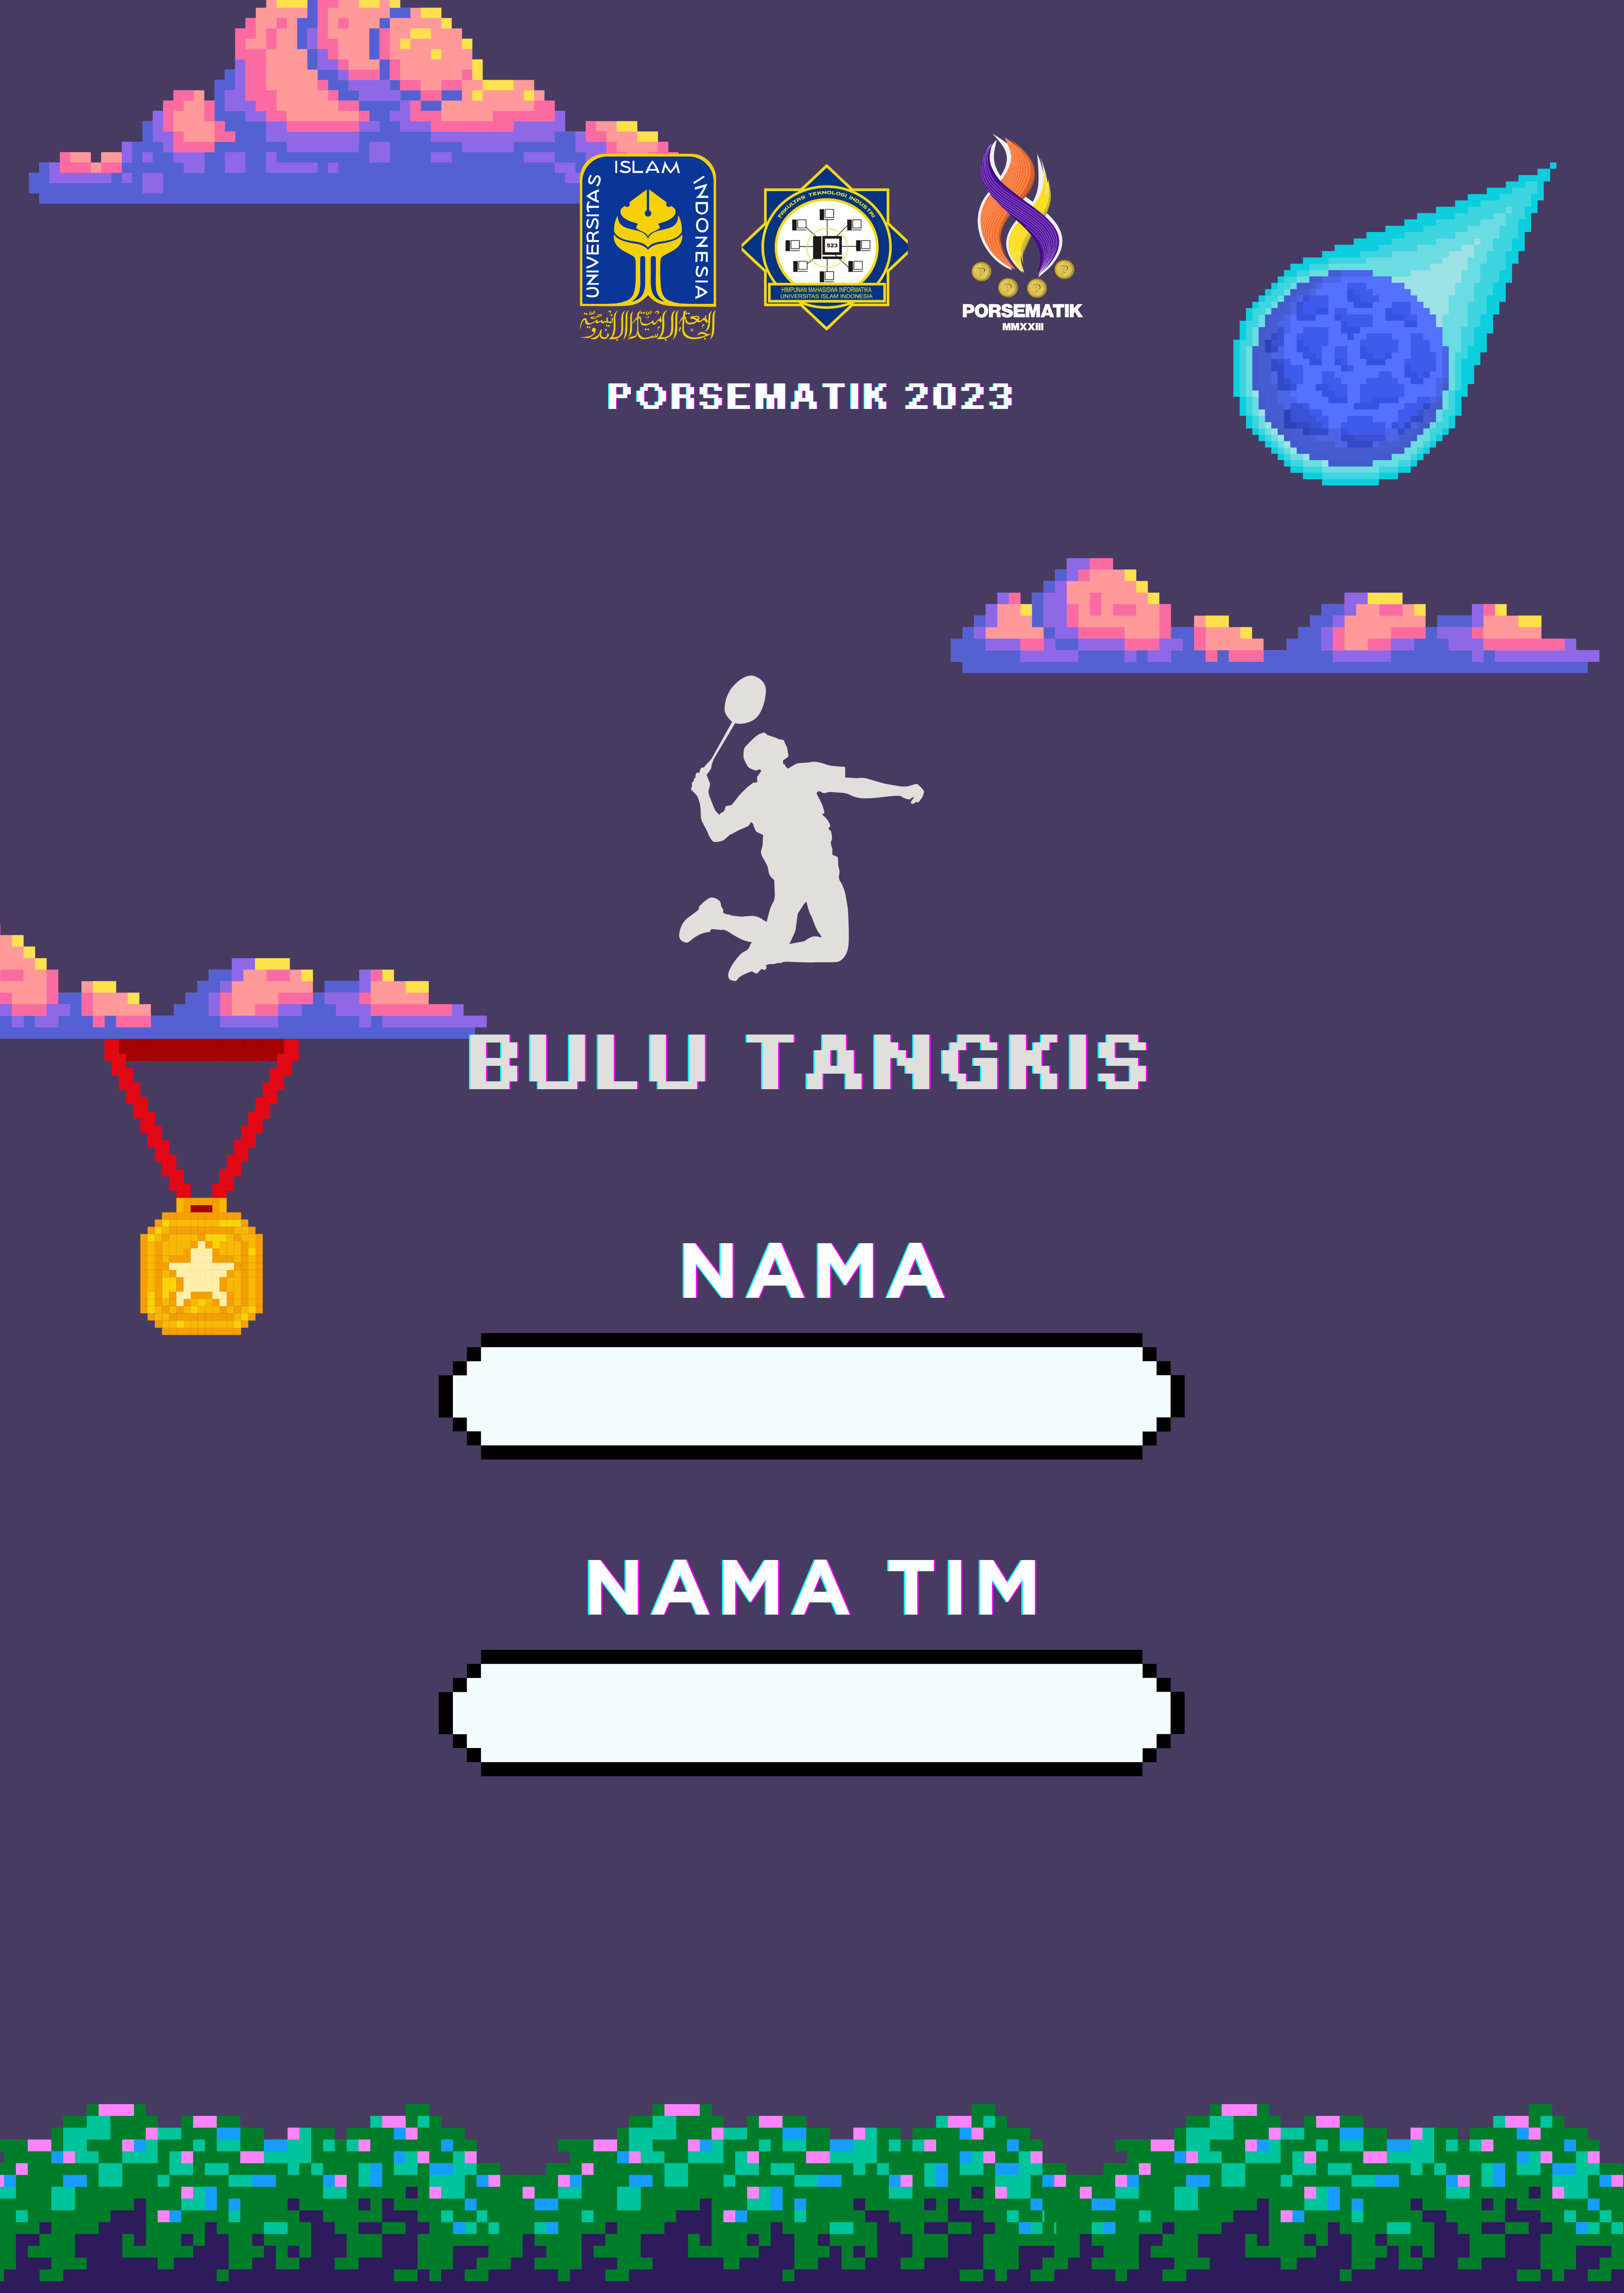 UNIVERSITAS ISLAM INDONESIA
FAKULTAS TEKNOLOGI INDUSTRI
523
HIMPUNAN MAHASISWA INFORMATIKA
UNIVERSITAS ISLAM INDONESIA
PORSEMATIK
MMXXIII
PORSEMATIK 2023
BULU TANGKIS
NAMA
NAMA TIM